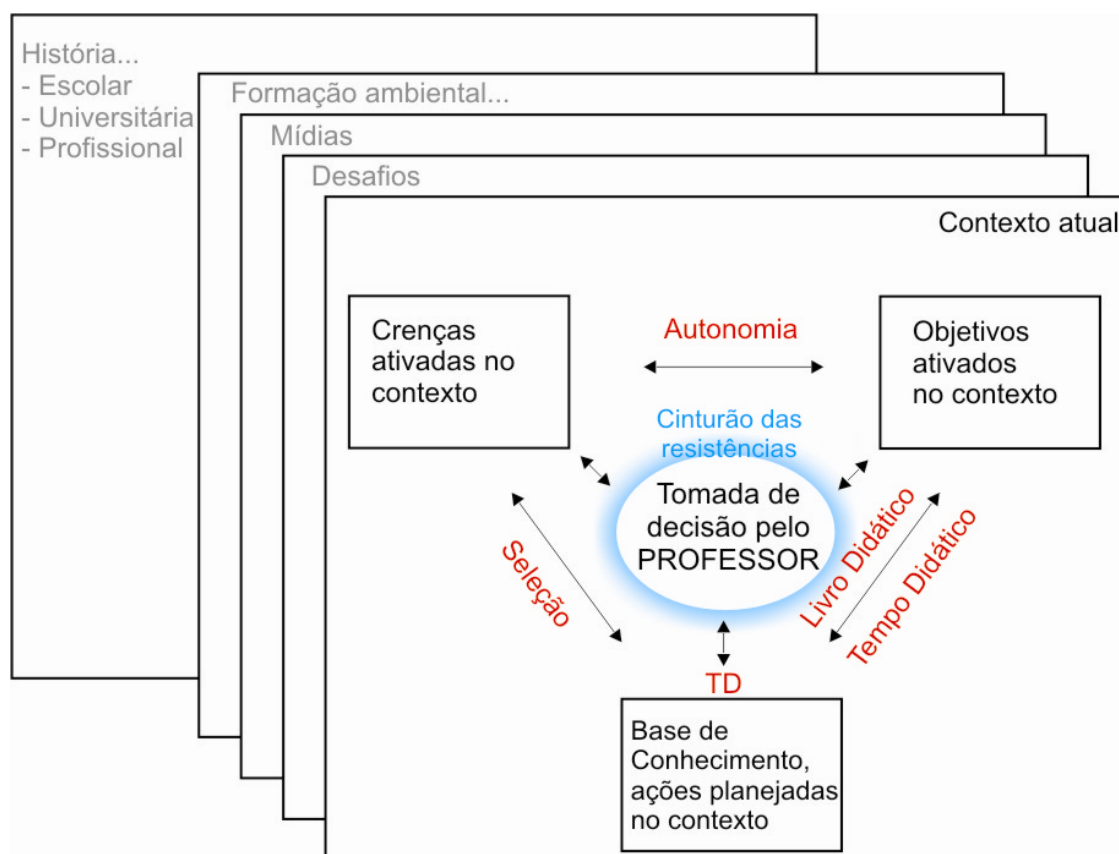 História...
- Escolar
- Universitária
- Profissional
Formação ambiental...
Mídias
Desafios
Contexto atual
Crenças
ativadas no
contexto
Autonomia
Objetivos
ativados
no contexto
Cinturão das
resistências
Tomada de
decisão pelo
PROFESSOR
Seleção
Livro Didático
Tempo Didático
TD
Base de
Conhecimento,
ações planejadas
no contexto